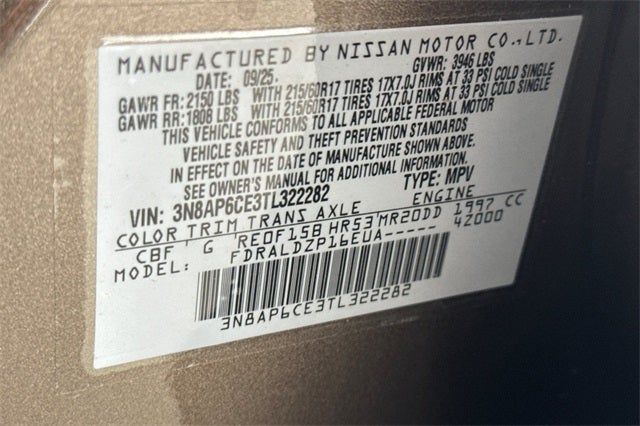 MANUFACTURED BY NISSAN MOTOR CO., LTD.
DATE: 09/25 GVWR: 3946 LBS
GAWR FR: 2150 LBS WITH 215/60R17 TIRES 17X7.0J RIMS AT 33 PSI COLD SINGLE
GAWR RR: 1808 LBS WITH 215/60R17 TIRES 17X7.0J RIMS AT 33 PSI COLD SINGLE
THIS VEHICLE CONFORMS TO ALL APPLICABLE FEDERAL MOTOR
VEHICLE SAFETY AND THEFT PREVENTION STANDARDS
IN EFFECT ON THE DATE OF MANUFACTURE SHOWN ABOVE.
SEE OWNER'S MANUAL FOR ADDITIONAL INFORMATION.
VIN: 3N8AP6CE3TL322282 TYPE: MPV
COLOR TRIM TRANS AXLE ENGINE
CBF G RE0F15B HR53 MR20DD 1997 CC
MODEL: FDRALDZP16EUA----- 42000
3N8AP6CE3TL322282